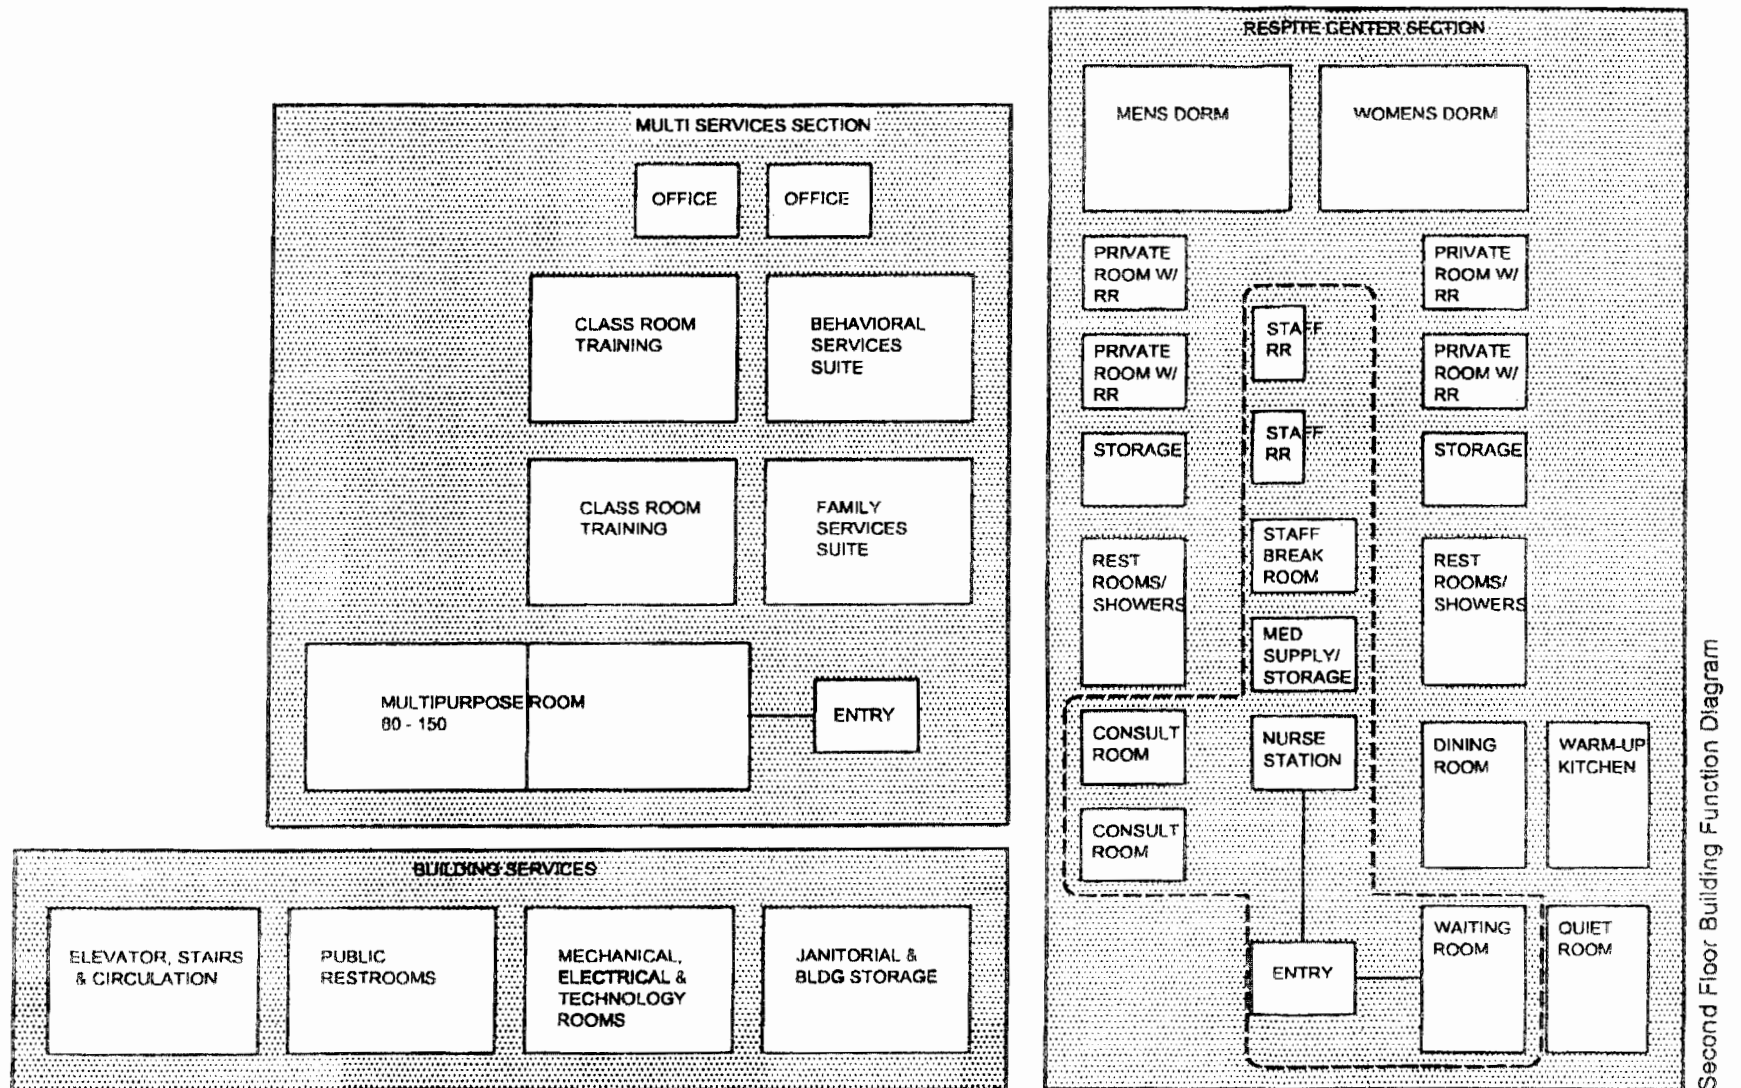 RESPITE CENTER SECTION
MENS DORM
WOMENS DORM
PRIVATE
ROOM W/
RR
PRIVATE
ROOM W/
RR
STAFF
RR
PRIVATE
ROOM W/
RR
PRIVATE
ROOM W/
RR
STAFF
RR
STORAGE
STORAGE
STAFF
BREAK
ROOM
REST
ROOMS/
SHOWERS
REST
ROOMS/
SHOWERS
MED
SUPPLY/
STORAGE
CONSULT
ROOM
NURSE
STATION
DINING
ROOM
WARM-UP
KITCHEN
CONSULT
ROOM
WAITING
ROOM
QUIET
ROOM
ENTRY
MULTI SERVICES SECTION
OFFICE
OFFICE
CLASS ROOM
TRAINING
BEHAVIORAL
SERVICES
SUITE
CLASS ROOM
TRAINING
FAMILY
SERVICES
SUITE
MULTIPURPOSE ROOM
80 - 150
ENTRY
BUILDING SERVICES
ELEVATOR, STAIRS
& CIRCULATION
PUBLIC
RESTROOMS
MECHANICAL,
ELECTRICAL &
TECHNOLOGY
ROOMS
JANITORIAL &
BLDG STORAGE
Second Floor Building Function Diagram